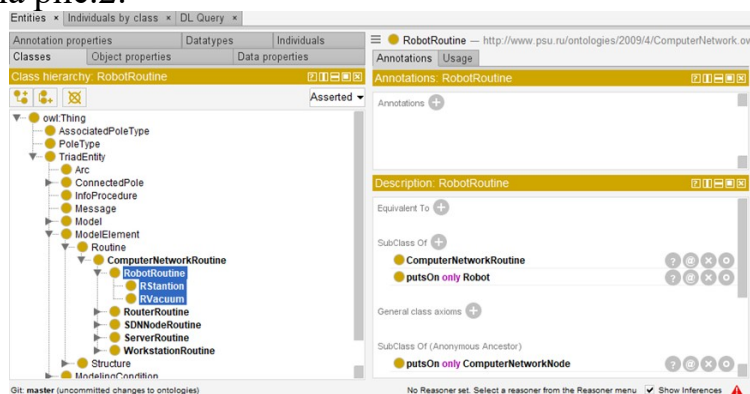 на рис.2.
Entities × Individuals by class × DL Query ×
Annotation properties Datatypes Individuals
Classes Object properties Data properties
Class hierarchy: RobotRoutine
Asserted
owl:Thing
AssociatedPoleType
PoleType
TriadEntity
Arc
ConnectedPole
InfoProcedure
Message
Model
ModelElement
Routine
ComputerNetworkRoutine
RobotRoutine
RStantion
RVacuum
RouterRoutine
SDNNodeRoutine
ServerRoutine
WorkstationRoutine
Structure
ModelingCondition
RobotRoutine — http://www.psu.ru/ontologies/2009/4/ComputerNetwork.ow
Annotations Usage
Annotations: RobotRoutine
Annotations
Description: RobotRoutine
Equivalent To
SubClass Of
ComputerNetworkRoutine
putsOn only Robot
General class axioms
SubClass Of (Anonymous Ancestor)
putsOn only ComputerNetworkNode
Git: master (uncommitted changes to ontologies)
No Reasoner set. Select a reasoner from the Reasoner menu Show Inferences